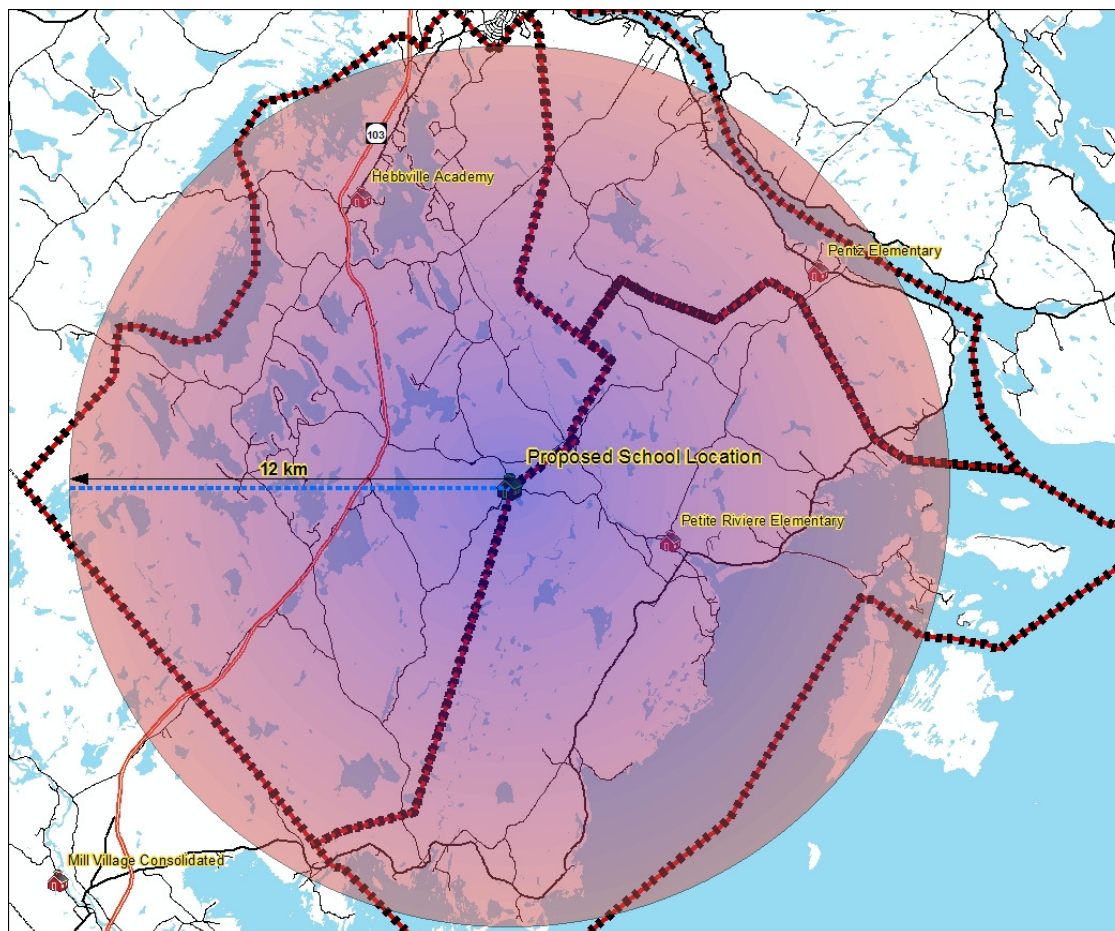 103
Hebbville Academy
Pentz Elementary
Proposed School Location
12 km
Petite Riviere Elementary
Mill Village Consolidated